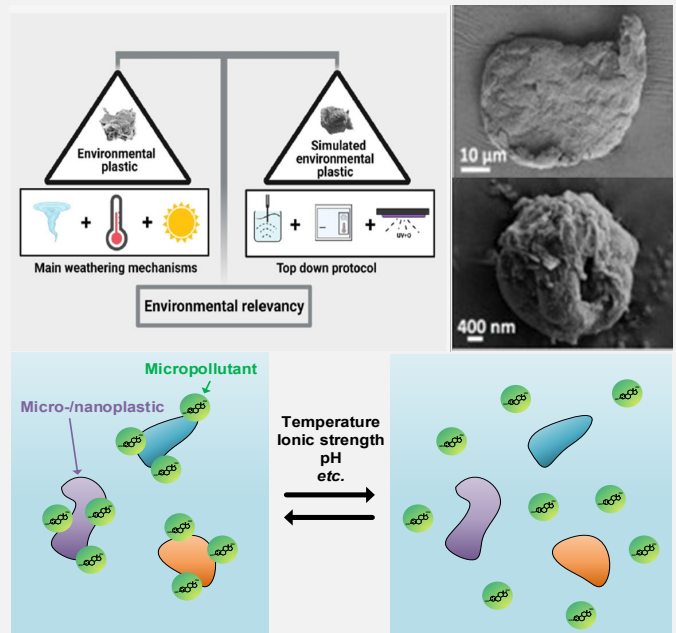 Environmental
plastic
Simulated
environmental
plastic
UV+O
Main weathering mechanisms
Top down protocol
Environmental relevancy
10 µm
400 nm
Micropollutant
Micro-/nanoplastic
Temperature
Ionic strength
pH
etc.